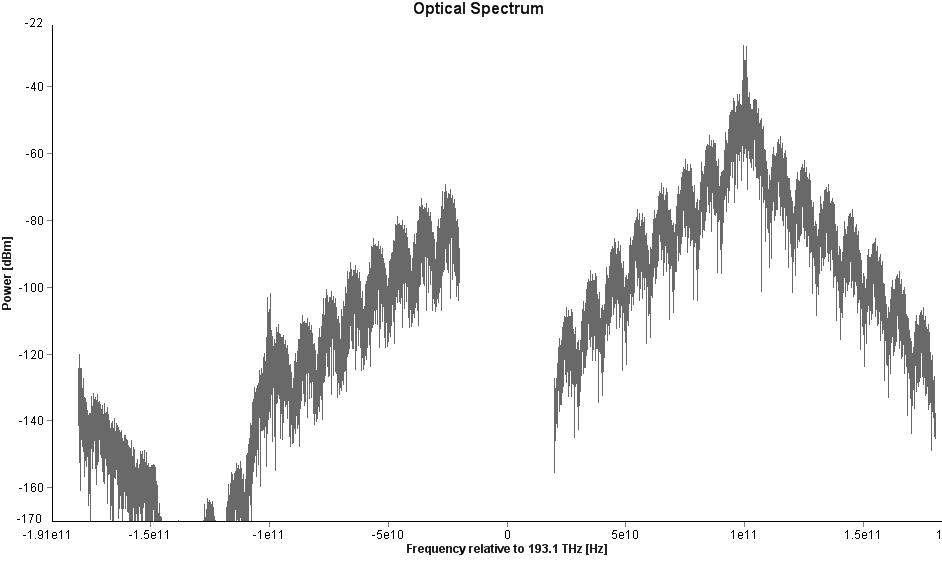 Optical Spectrum
-22
-40
-60
-80
-100
-120
-140
-160
-170
Power [dBm]
-1.91e11 -1.5e11 -1e11 -5e10 0 5e10 1e11 1.5e11 1
Frequency relative to 193.1 THz [Hz]